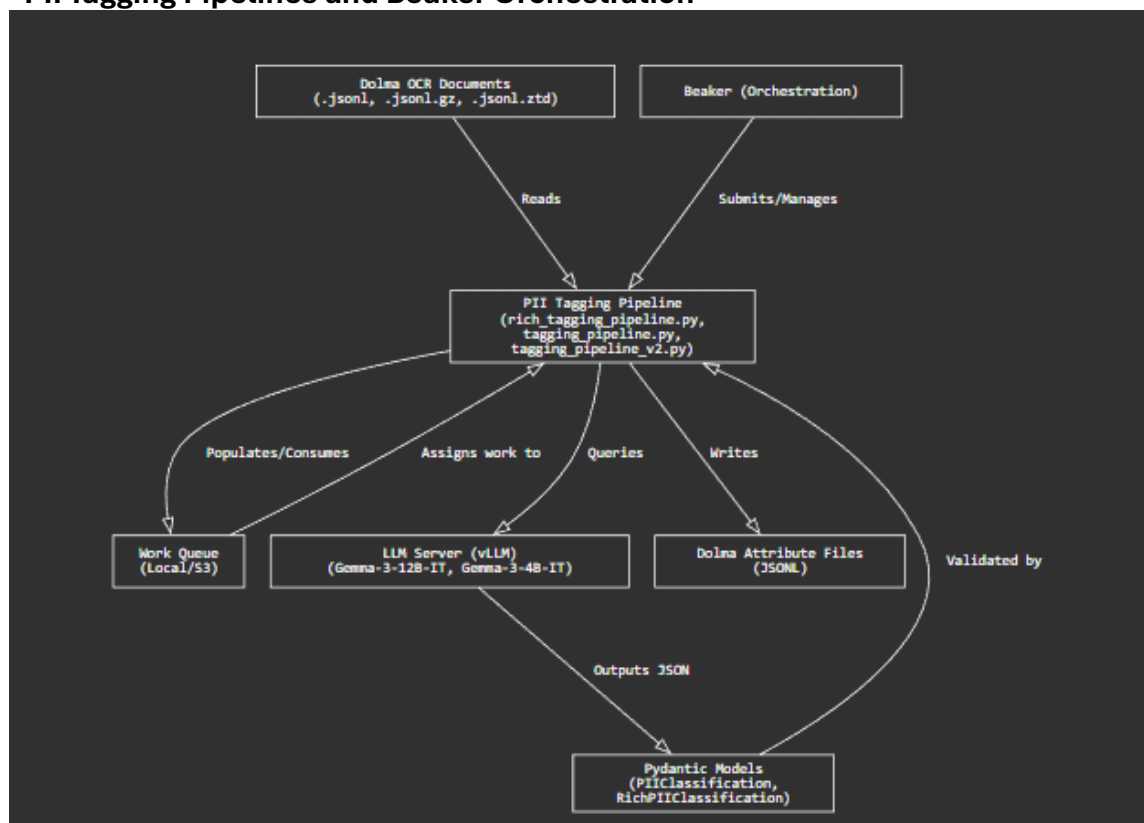 PII Tagging Pipelines and Beaker Orchestration
Dolma OCR Documents
(.jsonl, .jsonl.gz, .jsonl.ztd)
Beaker (Orchestration)
Reads
Submits/Manages
PII Tagging Pipeline
(rich_tagging_pipeline.py,
tagging_pipeline.py,
tagging_pipeline_v2.py)
Populates/Consumes
Assigns work to
Queries
Writes
Work Queue
(Local/S3)
LLM Server (vLLM)
(Gemma-3-12B-IT, Gemma-3-4B-IT)
Dolma Attribute Files
(JSONL)
Validated by
Outputs JSON
Pydantic Models
(PIIClassification,
RichPIIClassification)